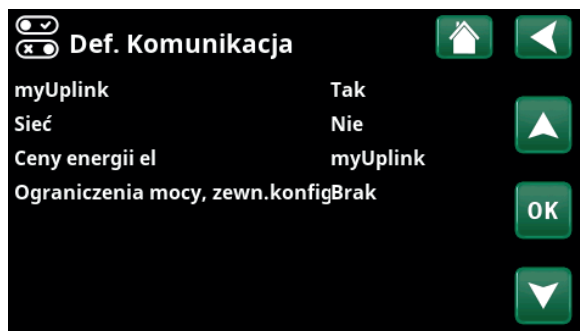 Def. Komunikacja
myUplink Tak
Sieć Nie
Ceny energii el myUplink
Ograniczenia mocy, zewn.konfigBrak
OK